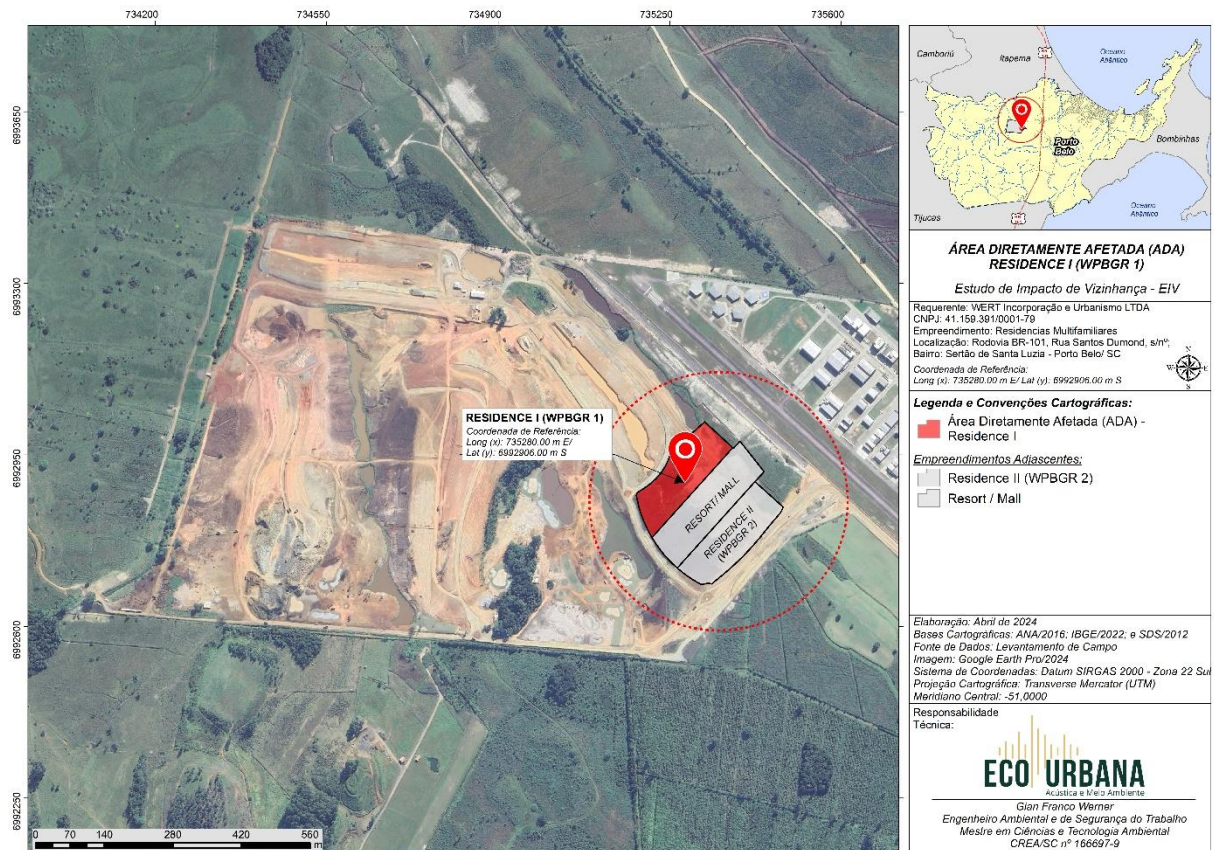 734200
734550
734900
735250
735600
6993650
6993300
6992950
6992600
6992250
RESIDENCE I (WPBGR 1)
Coordenada de Referência:
Long (x): 735280.00 m E/
Lat (y): 6992906.00 m S
RESORT/ MALL
RESIDENCE II
(WPBGR 2)
0 70 140 280 420 560
m
Camboriú
Itapema
Oceano
Atlântico
Porto
Belo
Bombinhas
Oceano
Atlântico
Tijucas
ÁREA DIRETAMENTE AFETADA (ADA)
RESIDENCE I (WPBGR 1)
Estudo de Impacto de Vizinhança - EIV
Requerente: WERT Incorporação e Urbanismo LTDA
CNPJ: 41.159.391/0001-79
Empreendimento: Residencias Multifamiliares
Localização: Rodovia BR-101, Rua Santos Dumond, s/nº;
Bairro: Sertão de Santa Luzia - Porto Belo/ SC
Coordenada de Referência:
Long (x): 735280.00 m E/ Lat (y): 6992906.00 m S
N
W E
S
Legenda e Convenções Cartográficas:
Área Diretamente Afetada (ADA) -
Residence I
Empreendimentos Adjascentes:
Residence II (WPBGR 2)
Resort / Mall
Elaboração: Abril de 2024
Bases Cartográficas: ANA/2016; IBGE/2022; e SDS/2012
Fonte de Dados: Levantamento de Campo
Imagem: Google Earth Pro/2024
Sistema de Coordenadas: Datum SIRGAS 2000 - Zona 22 Sul
Projeção Cartográfica: Transverse Mercator (UTM)
Meridiano Central: -51,0000
Responsabilidade
Técnica:
ECO URBANA
Acústica e Meio Ambiente
Gian Franco Werner
Engenheiro Ambiental e de Segurança do Trabalho
Mestre em Ciências e Tecnologia Ambiental
CREA/SC nº 166697-9